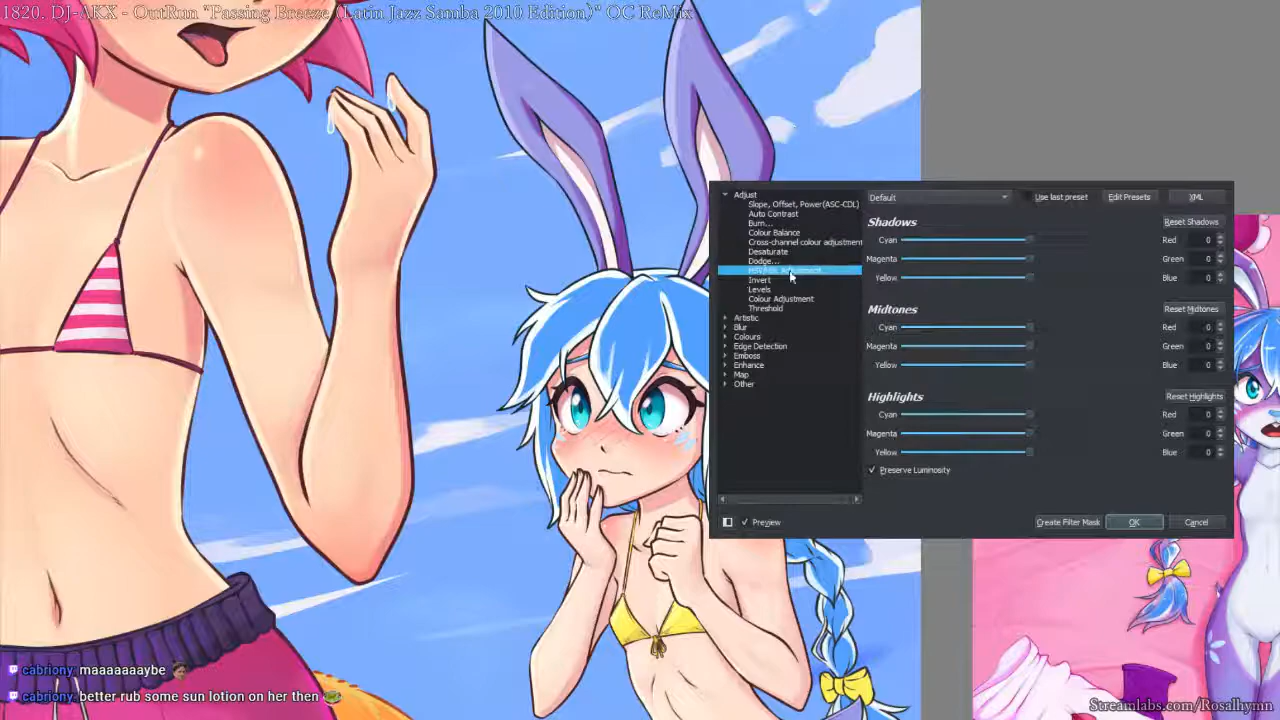 1820. DJ-AKX - OutRun "Passing Breeze (Latin Jazz Samba 2010 Edition)" OC ReMix
Adjust
Slope, Offset, Power(ASC-CDL)
Auto Contrast
Burn...
Colour Balance
Cross-channel colour adjustment
Desaturate
Dodge...
HSV/HSL Adjustment
Invert
Levels
Colour Adjustment
Threshold
Artistic
Blur
Colours
Edge Detection
Emboss
Enhance
Map
Other
Default
Use last preset
Edit Presets
XML
Shadows
Reset Shadows
Cyan Red 0
Magenta Green 0
Yellow Blue 0
Midtones
Reset Midtones
Cyan Red 0
Magenta Green 0
Yellow Blue 0
Highlights
Reset Highlights
Cyan Red 0
Magenta Green 0
Yellow Blue 0
Preserve Luminosity
Preview
Create Filter Mask
OK
Cancel
cabriony: maaaaaaaybe
cabriony: better rub some sun lotion on her then
Streamlabs.com/Rosalhymn